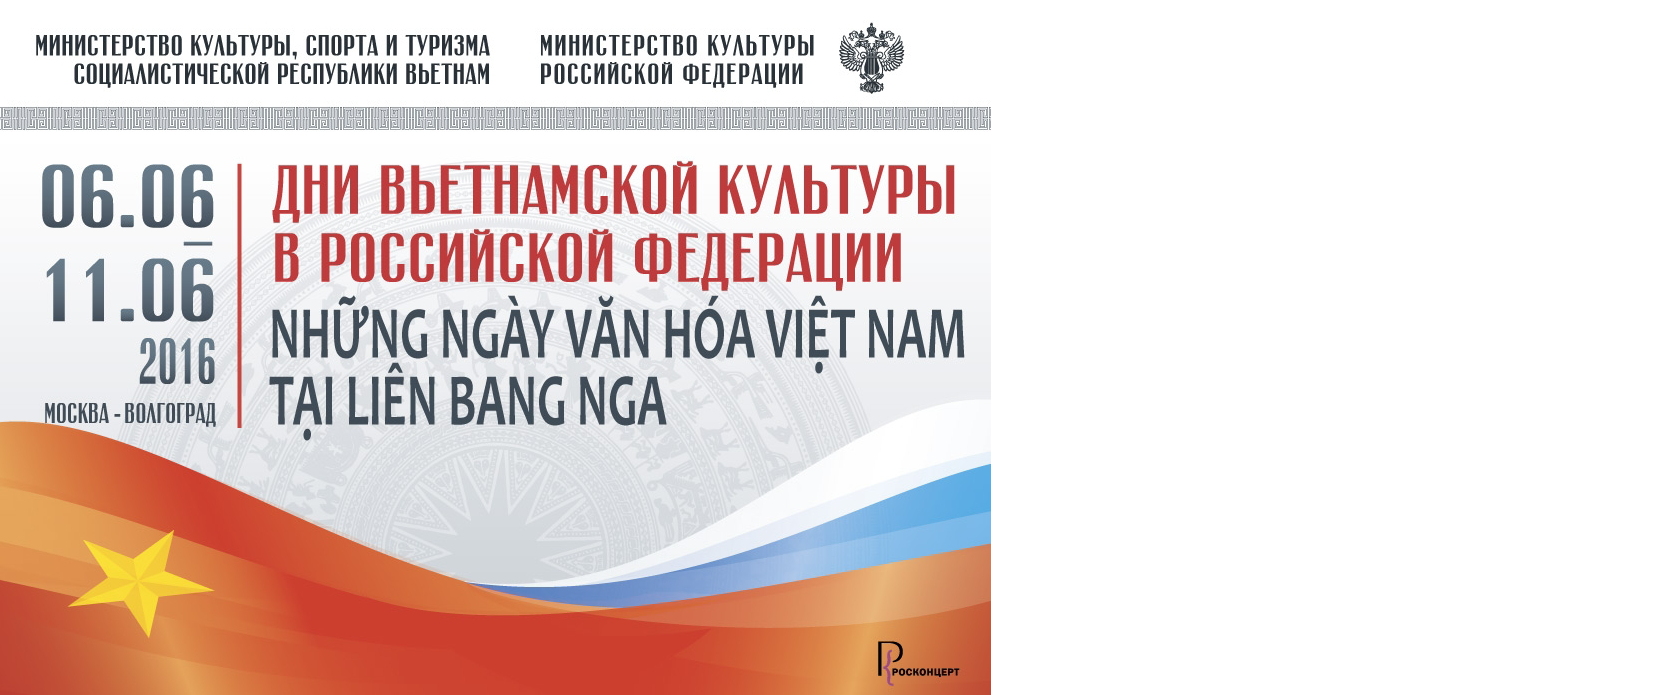 МИНИСТЕРСТВО КУЛЬТУРЫ, СПОРТА И ТУРИЗМА
СОЦИАЛИСТИЧЕСКОЙ РЕСПУБЛИКИ ВЬЕТНАМ
МИНИСТЕРСТВО КУЛЬТУРЫ
РОССИЙСКОЙ ФЕДЕРАЦИИ
06.06
–
11.06
2016
МОСКВА - ВОЛГОГРАД
ДНИ ВЬЕТНАМСКОЙ КУЛЬТУРЫ
В РОССИЙСКОЙ ФЕДЕРАЦИИ
NHỮNG NGÀY VĂN HÓA VIỆT NAM
TẠI LIÊN BANG NGA
РОСКОНЦЕРТ